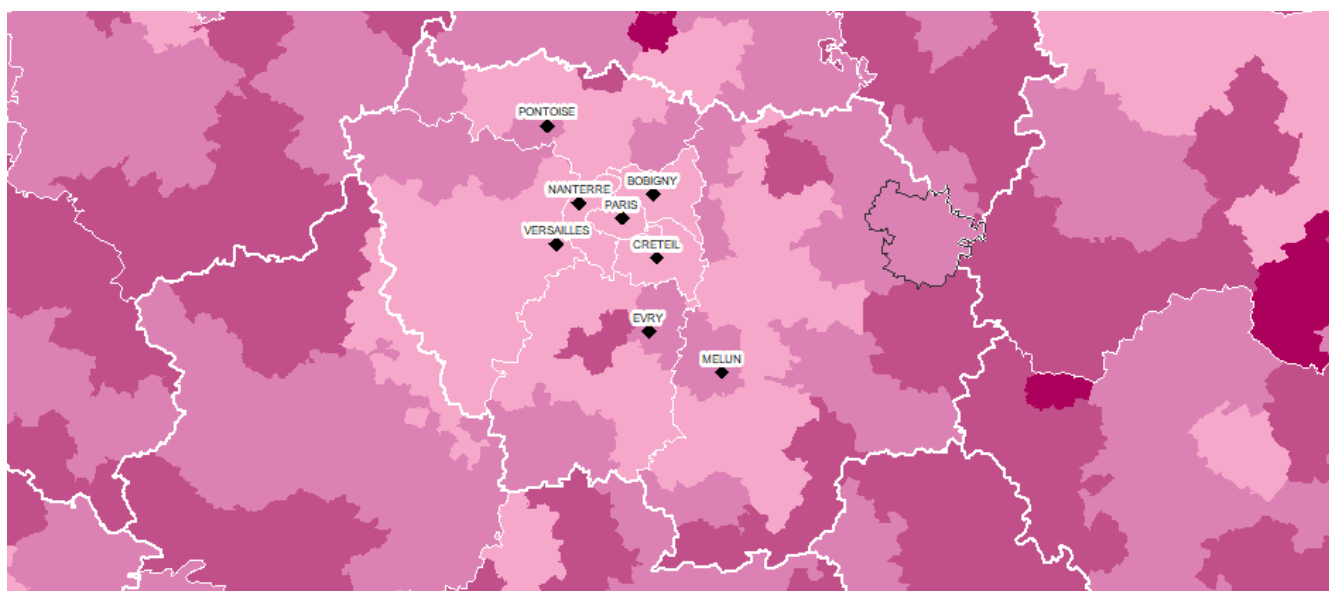 PONTOISE
BOBIGNY
NANTERRE
PARIS
VERSAILLES
CRETEIL
EVRY
MELUN